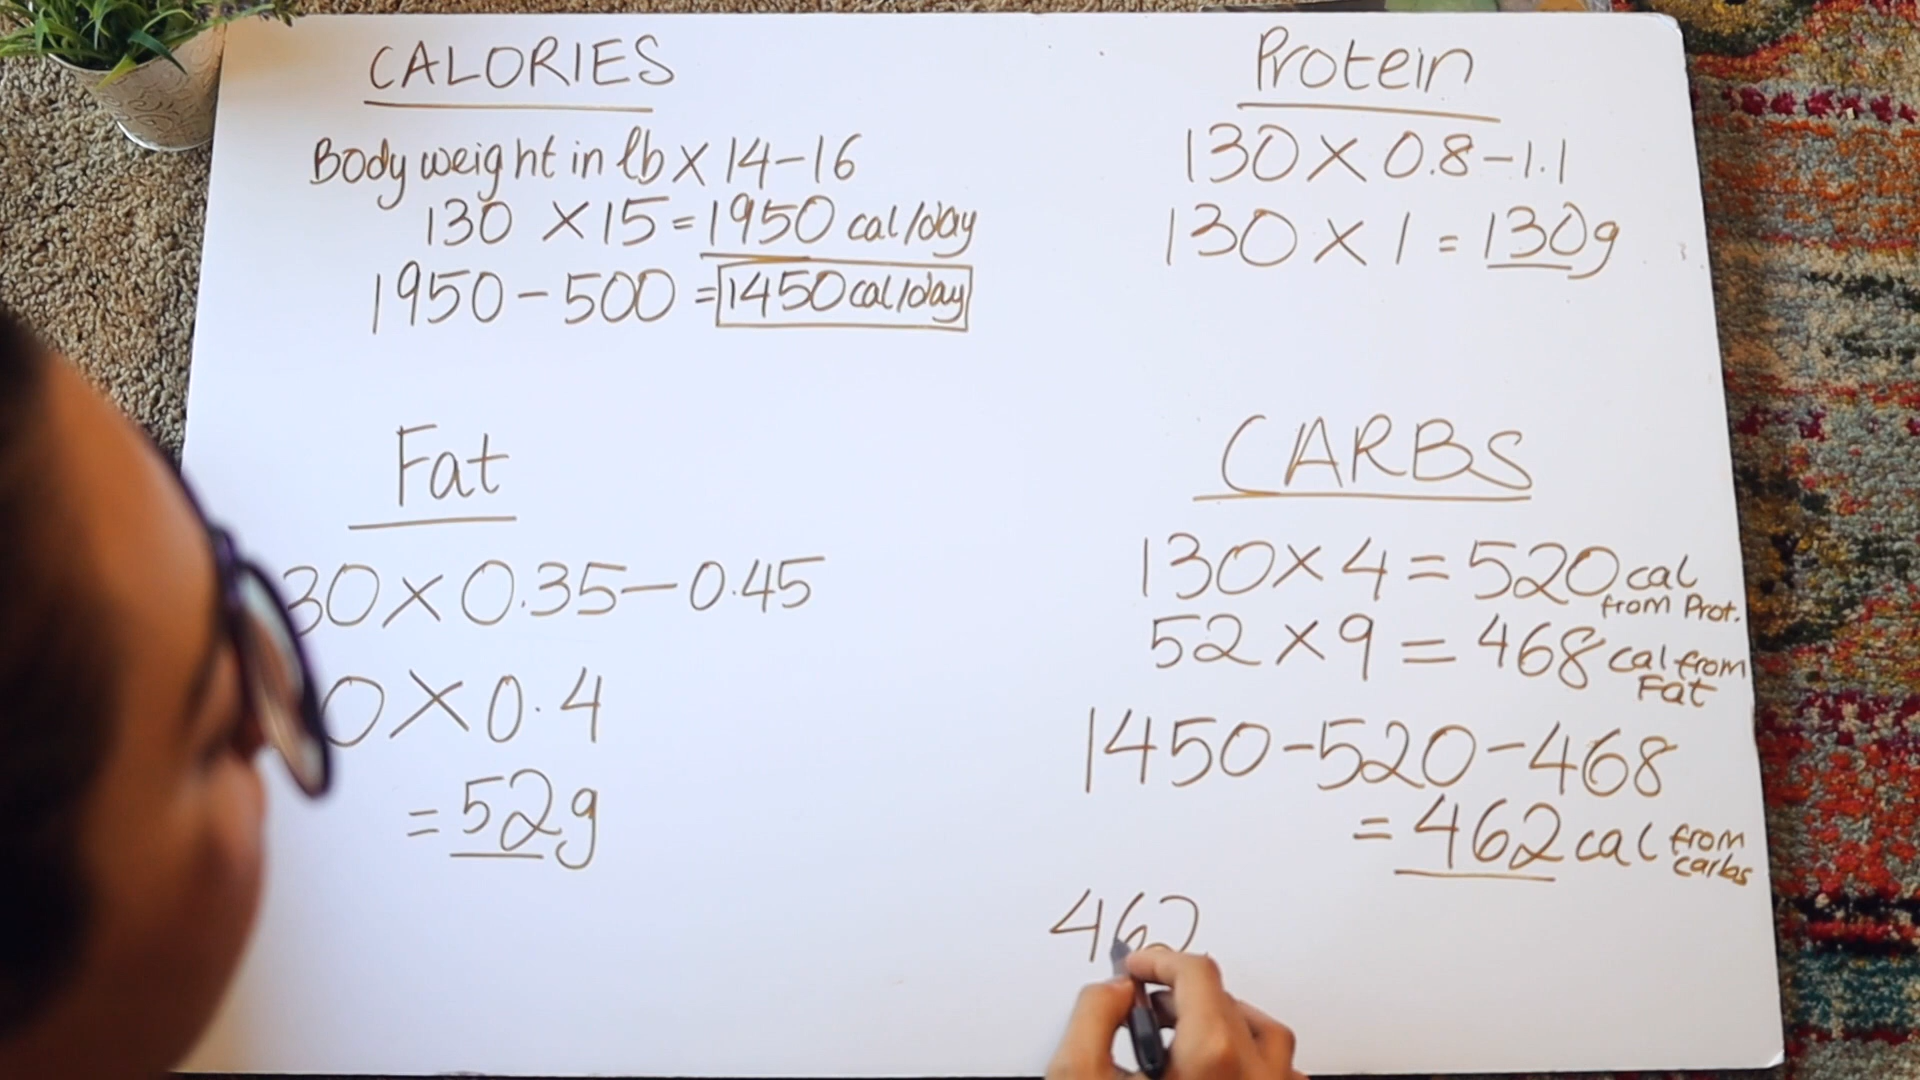 CALORIES
Body weight in lb X 14-16
130 X 15 = 1950 cal/day
1950 - 500 = 1450 cal/day
Protein
130 X 0.8-1.1
130 X 1 = 130g
Fat
30 X 0.35-0.45
0 X 0.4
= 52g
CARBS
130 X 4 = 520 cal
from Prot.
52 X 9 = 468 cal from
Fat
1450-520-468
= 462 cal from
carbs
462